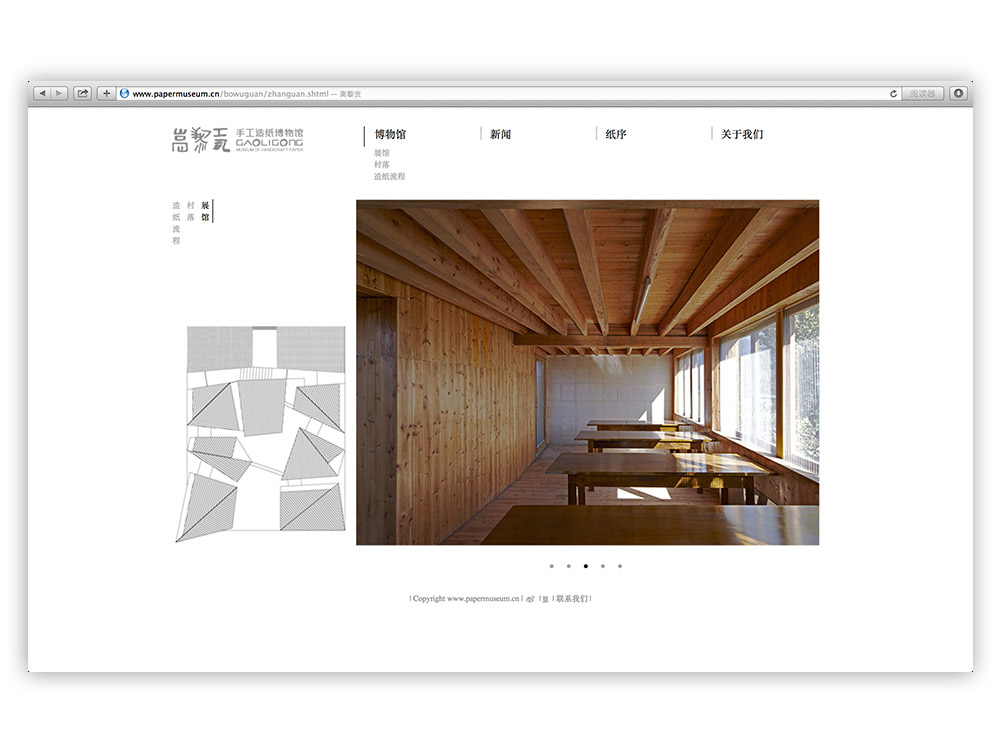 www.papermuseum.cn/bowuguan/zhanguan.shtml — 高黎贡
阅读器
高黎贡
手工造纸博物馆
GAOLIGONG
MUSEUM OF HANDCRAFT PAPER
博物馆
新闻
纸序
关于我们
展馆
村落
造纸流程
展馆
村落
造纸流程
| Copyright www.papermuseum.cn | | | 联系我们 |